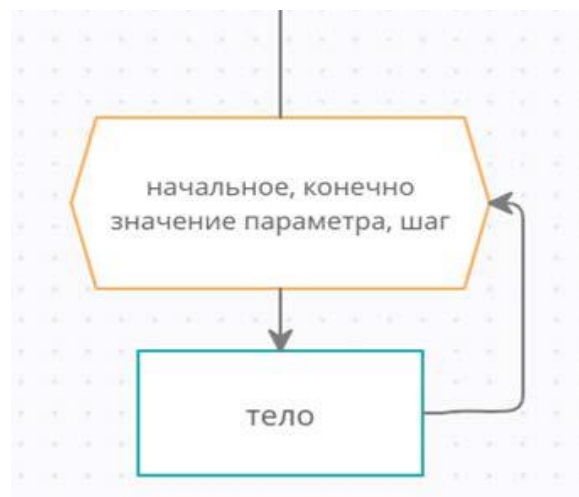 начальное, конечно
значение параметра, шаг
тело